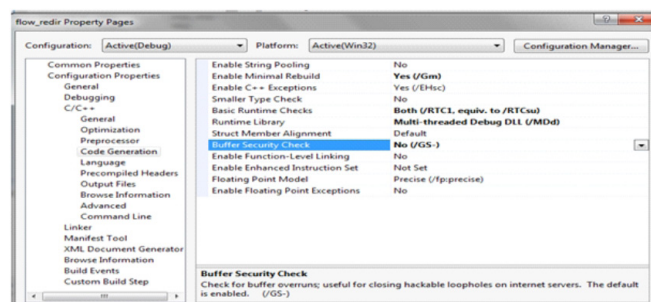 flow_redir Property Pages
Configuration: Active(Debug) Platform: Active(Win32) Configuration Manager...
Common Properties
Configuration Properties
General
Debugging
C/C++
General
Optimization
Preprocessor
Code Generation
Language
Precompiled Headers
Output Files
Browse Information
Advanced
Command Line
Linker
Manifest Tool
XML Document Generator
Browse Information
Build Events
Custom Build Step
Enable String Pooling No
Enable Minimal Rebuild Yes (/Gm)
Enable C++ Exceptions Yes (/EHsc)
Smaller Type Check No
Basic Runtime Checks Both (/RTC1, equiv. to /RTCsu)
Runtime Library Multi-threaded Debug DLL (/MDd)
Struct Member Alignment Default
Buffer Security Check No (/GS-)
Enable Function-Level Linking No
Enable Enhanced Instruction Set Not Set
Floating Point Model Precise (/fp:precise)
Enable Floating Point Exceptions No
Buffer Security Check
Check for buffer overruns; useful for closing hackable loopholes on internet servers. The default
is enabled. (/GS-)